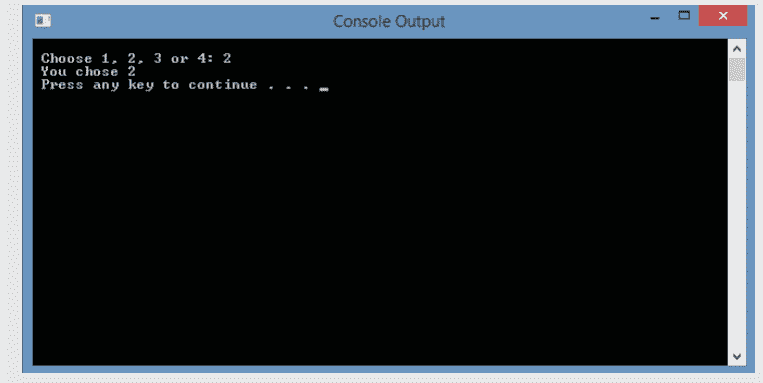 Console Output
Choose 1, 2, 3 or 4: 2
You chose 2
Press any key to continue . . .